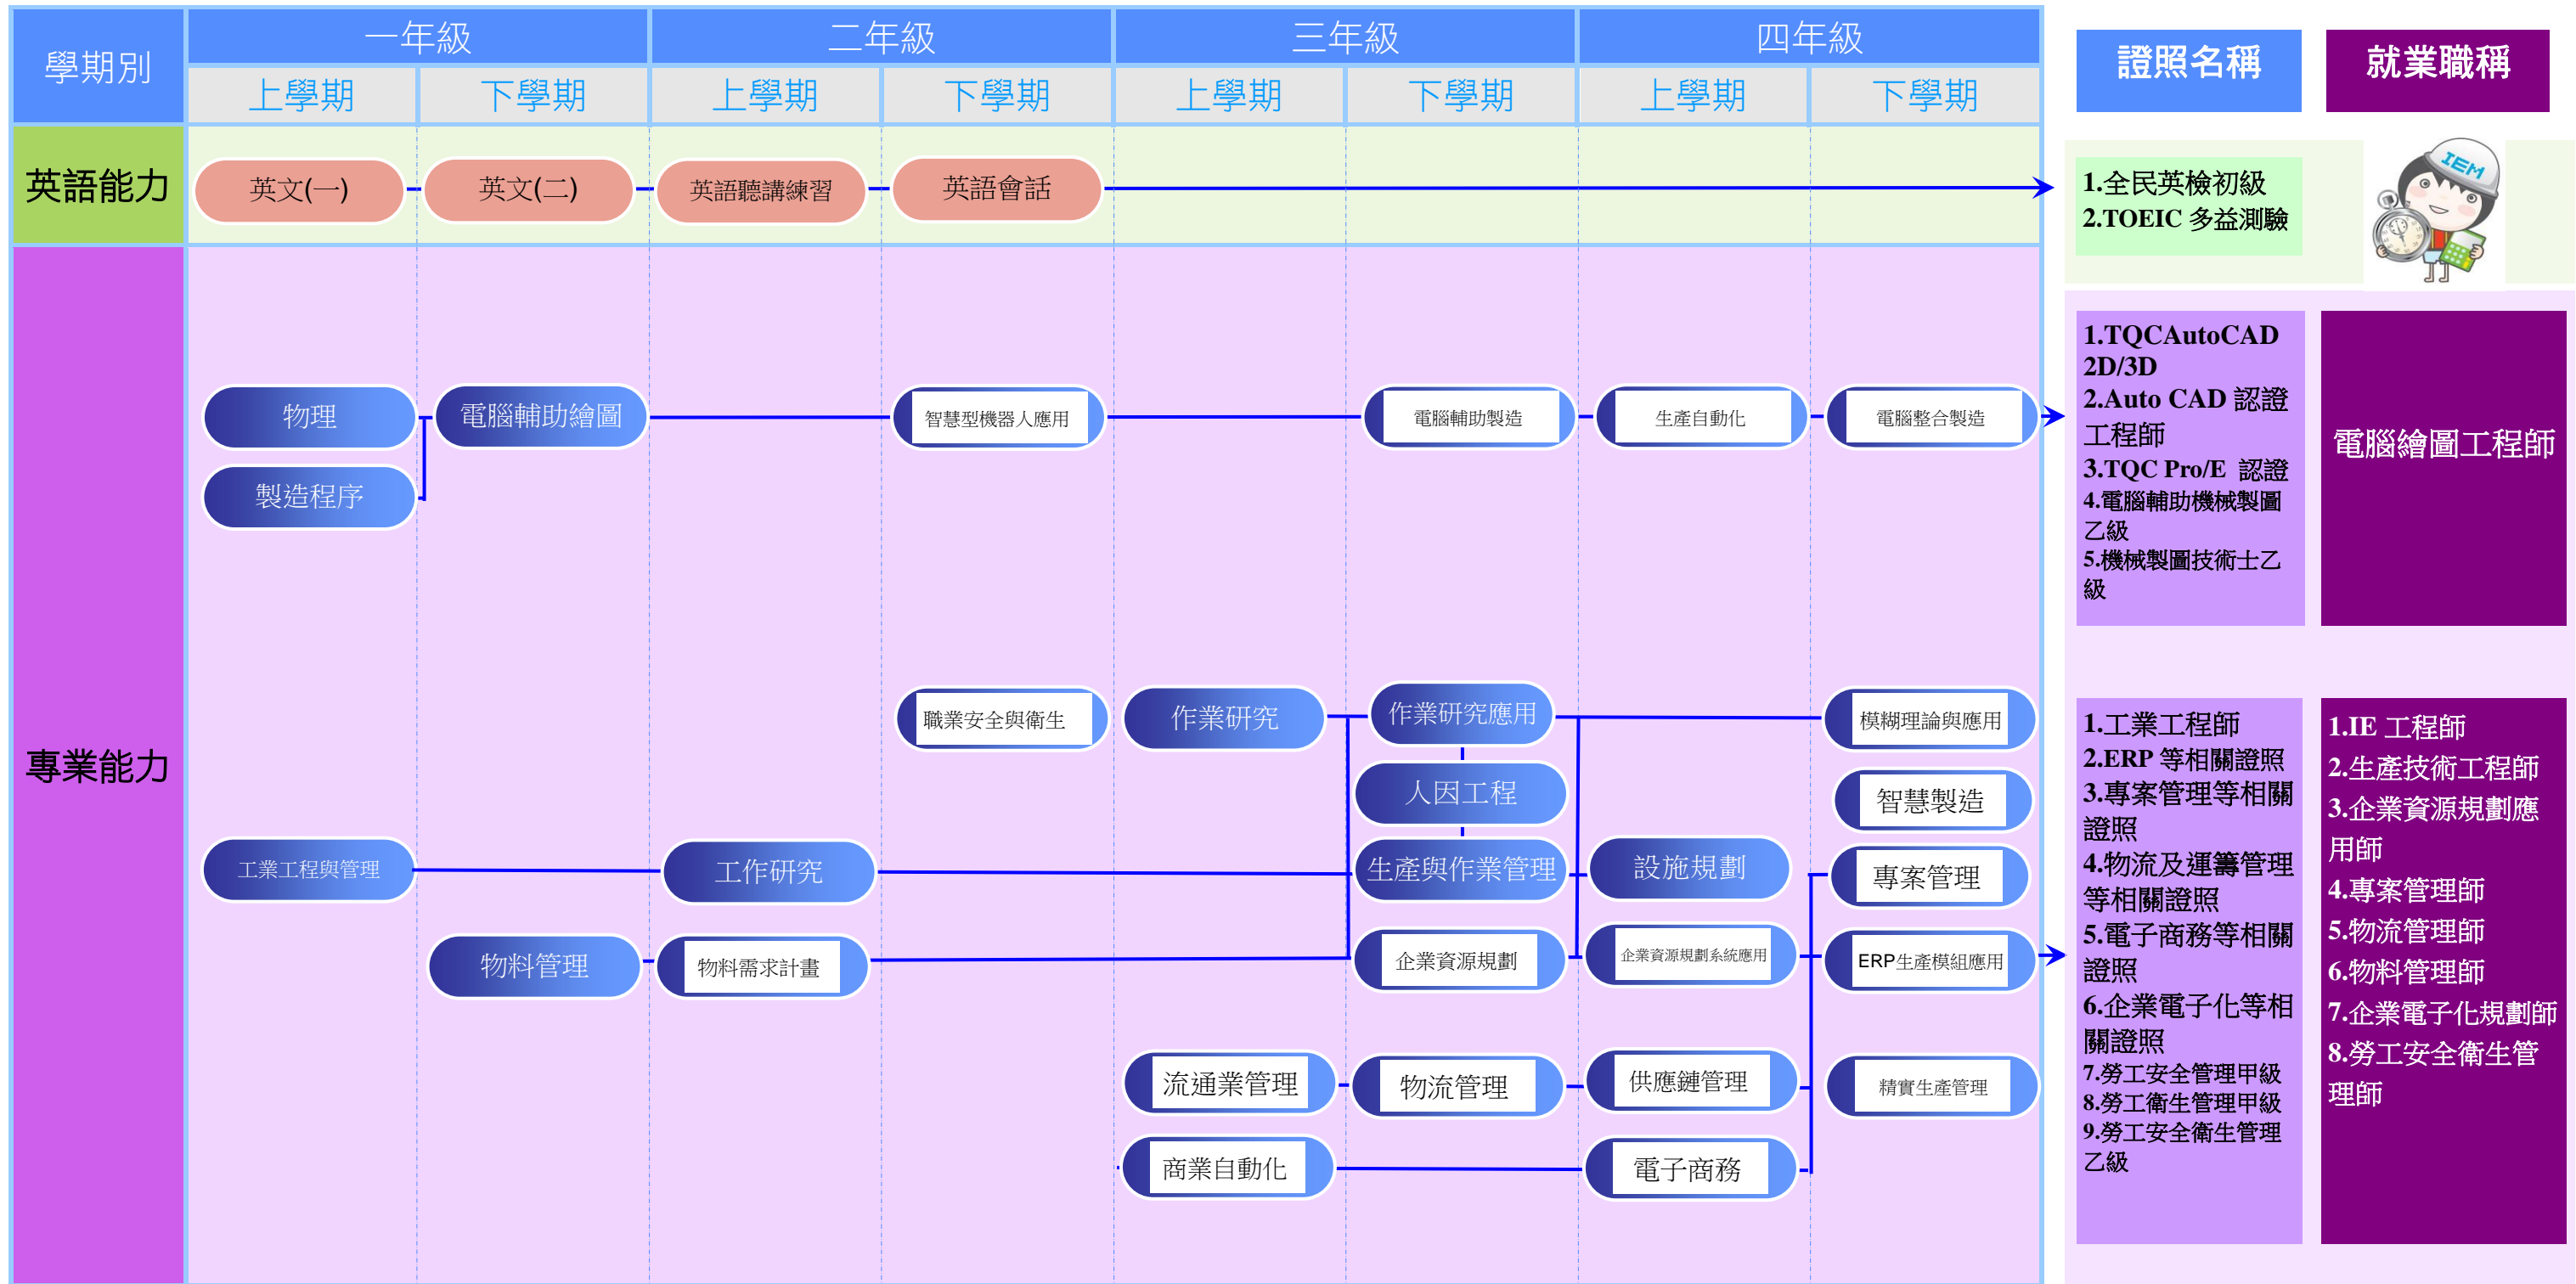 學期別
一年級
二年級
三年級
四年級
證照名稱
就業職稱
上學期
下學期
上學期
下學期
上學期
下學期
上學期
下學期
英語能力
英文(一)
英文(二)
英語聽講練習
英語會話
1.全民英檢初級
2.TOEIC 多益測驗
IEM
專業能力
物理
電腦輔助繪圖
智慧型機器人應用
電腦輔助製造
生產自動化
電腦整合製造
製造程序
1.TQCAutoCAD
2D/3D
2.Auto CAD 認證
工程師
3.TQC Pro/E 認證
4.電腦輔助機械製圖
乙級
5.機械製圖技術士乙
級
電腦繪圖工程師
職業安全與衛生
作業研究
作業研究應用
模糊理論與應用
人因工程
智慧製造
工業工程與管理
工作研究
生產與作業管理
設施規劃
專案管理
物料管理
物料需求計畫
企業資源規劃
企業資源規劃系統應用
ERP生產模組應用
流通業管理
物流管理
供應鏈管理
精實生產管理
商業自動化
電子商務
1.工業工程師
2.ERP 等相關證照
3.專案管理等相關
證照
4.物流及運籌管理
等相關證照
5.電子商務等相關
證照
6.企業電子化等相
關證照
7.勞工安全管理甲級
8.勞工衛生管理甲級
9.勞工安全衛生管理
乙級
1.IE 工程師
2.生產技術工程師
3.企業資源規劃應
用師
4.專案管理師
5.物流管理師
6.物料管理師
7.企業電子化規劃師
8.勞工安全衛生管
理師